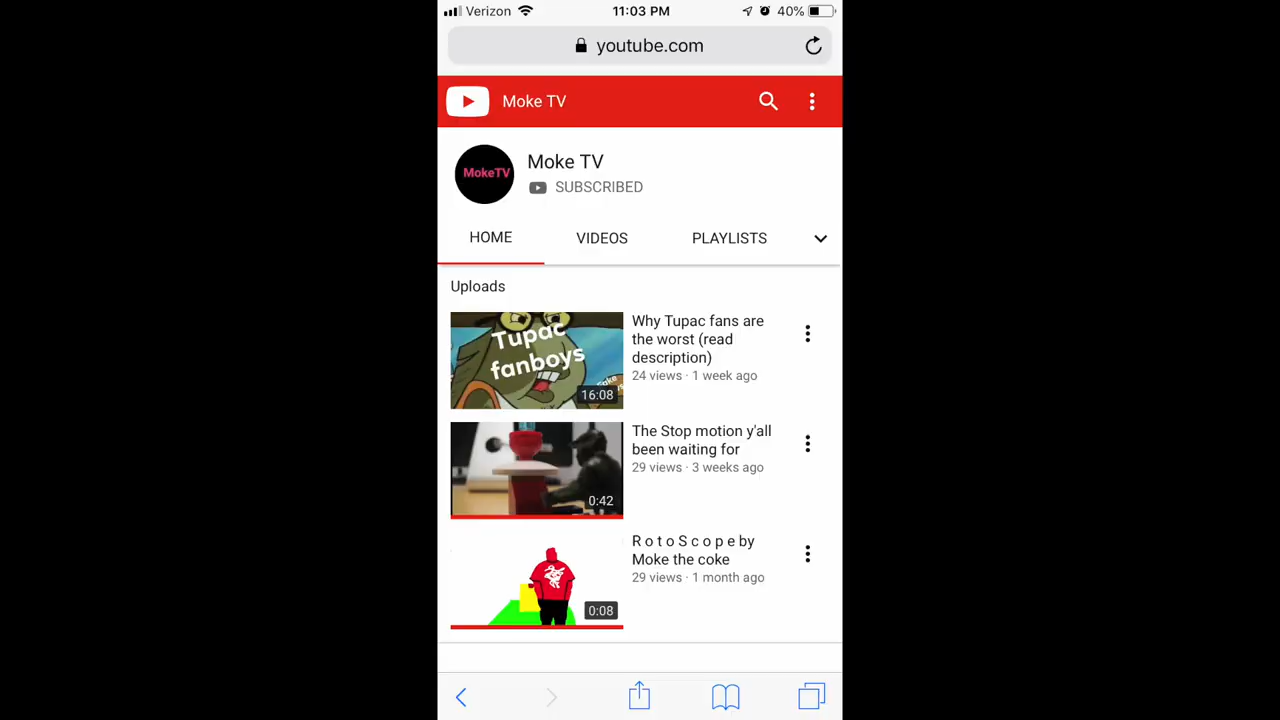 Verizon 11:03 PM 40%
youtube.com
Moke TV
MokeTV
Moke TV
SUBSCRIBED
HOME VIDEOS PLAYLISTS
Uploads
Tupac
fanboys
16:08
Why Tupac fans are
the worst (read
description)
24 views · 1 week ago
0:42
The Stop motion y'all
been waiting for
29 views · 3 weeks ago
0:08
R o t o S c o p e by
Moke the coke
29 views · 1 month ago